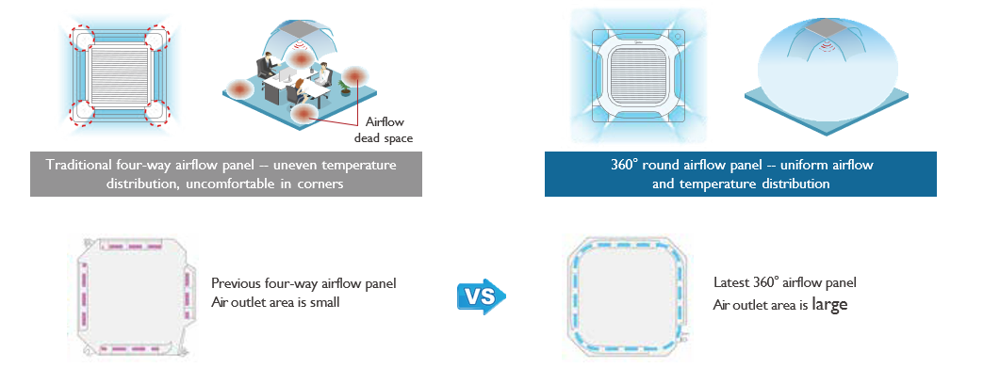 Airflow
dead space
Traditional four-way airflow panel -- uneven temperature
distribution, uncomfortable in corners
360° round airflow panel -- uniform airflow
and temperature distribution
Previous four-way airflow panel
Air outlet area is small
VS
Latest 360° airflow panel
Air outlet area is large